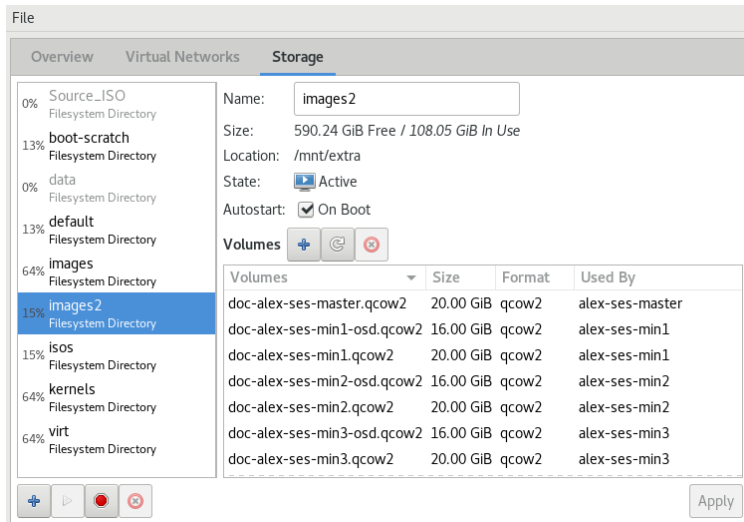 File
Overview Virtual Networks Storage
0% Source_ISO
Filesystem Directory
13% boot-scratch
Filesystem Directory
0% data
Filesystem Directory
13% default
Filesystem Directory
64% images
Filesystem Directory
15% images2
Filesystem Directory
15% isos
Filesystem Directory
64% kernels
Filesystem Directory
64% virt
Filesystem Directory
Name: images2
Size: 590.24 GiB Free / 108.05 GiB In Use
Location: /mnt/extra
State: Active
Autostart: On Boot
Volumes
Volumes Size Format Used By
doc-alex-ses-master.qcow2 20.00 GiB qcow2 alex-ses-master
doc-alex-ses-min1-osd.qcow2 16.00 GiB qcow2 alex-ses-min1
doc-alex-ses-min1.qcow2 20.00 GiB qcow2 alex-ses-min1
doc-alex-ses-min2-osd.qcow2 16.00 GiB qcow2 alex-ses-min2
doc-alex-ses-min2.qcow2 20.00 GiB qcow2 alex-ses-min2
doc-alex-ses-min3-osd.qcow2 16.00 GiB qcow2 alex-ses-min3
doc-alex-ses-min3.qcow2 20.00 GiB qcow2 alex-ses-min3
Apply